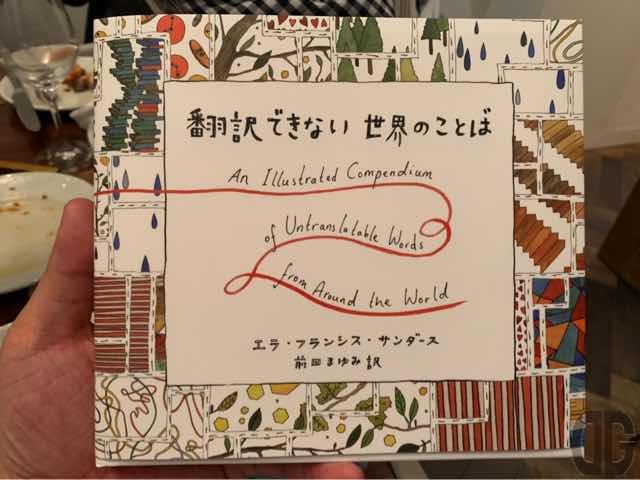 翻訳できない 世界のことば
An Illustrated Compendium
of Untranslatable Words
from Around the World
エラ・フランシス・サンダース
前田まゆみ 訳